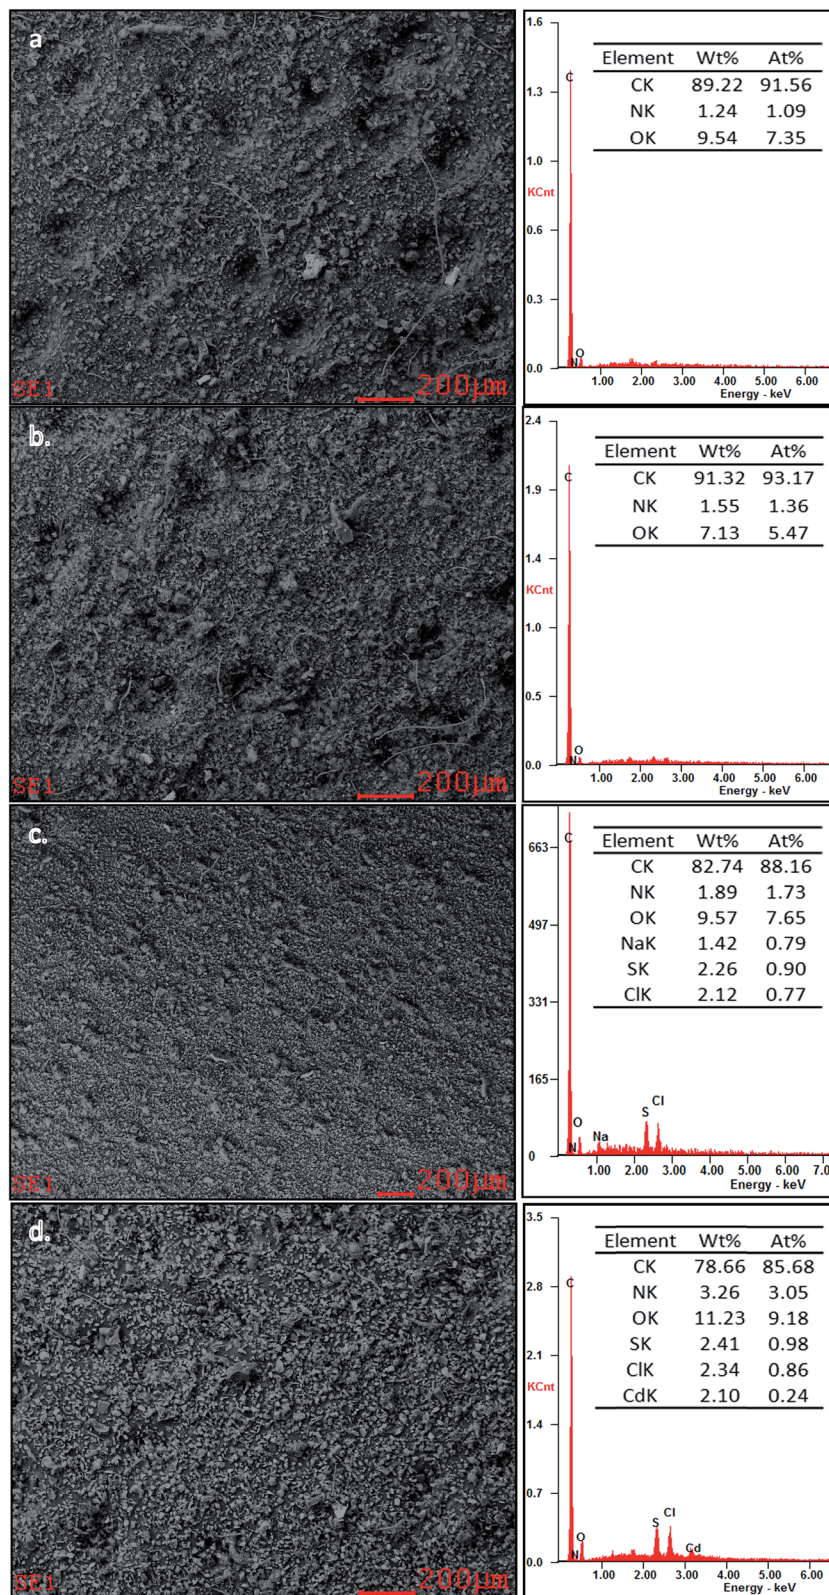 a
SE1
200µm
1.6
1.3
1.0
KCnt
0.6
0.3
0.0
C
N
O
Element Wt% At%
CK 89.22 91.56
NK 1.24 1.09
OK 9.54 7.35
1.00 2.00 3.00 4.00 5.00 6.00
Energy - keV
b.
SE1
200µm
2.4
1.9
1.4
KCnt
1.0
0.5
0.0
C
N
O
Element Wt% At%
CK 91.32 93.17
NK 1.55 1.36
OK 7.13 5.47
1.00 2.00 3.00 4.00 5.00 6.00
Energy - keV
c.
SE1
200µm
663
497
331
165
0
C
N
O
Na
S
Cl
Element Wt% At%
CK 82.74 88.16
NK 1.89 1.73
OK 9.57 7.65
NaK 1.42 0.79
SK 2.26 0.90
ClK 2.12 0.77
1.00 2.00 3.00 4.00 5.00 6.00 7.0
Energy - keV
d.
SE1
200µm
3.5
2.8
2.1
KCnt
1.4
0.7
0.0
C
N
O
S
Cl
Cd
Element Wt% At%
CK 78.66 85.68
NK 3.26 3.05
OK 11.23 9.18
SK 2.41 0.98
ClK 2.34 0.86
CdK 2.10 0.24
1.00 2.00 3.00 4.00 5.00 6.00
Energy - keV